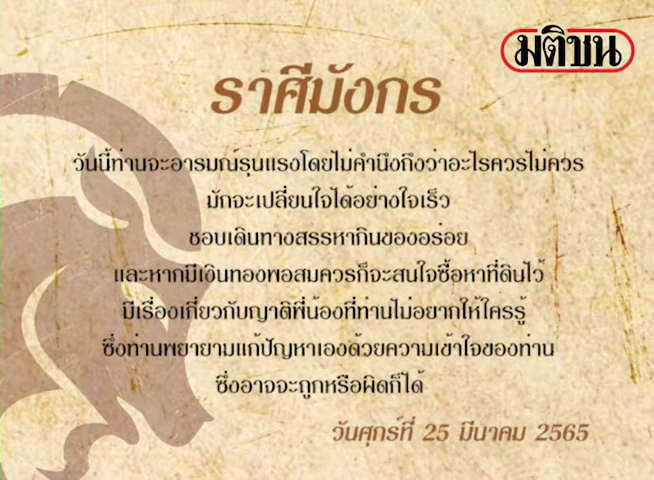 มติชน
ราศีมังกร
วันนี้ท่านจะอารมณ์รุนแรงโดยไม่คำนึงถึงว่าอะไรควรไม่ควร
มักจะเปลี่ยนใจได้อย่างใจเร็ว
ชอบเดินทางสรรหากินของอร่อย
และหากมีเงินทองพอสมควรก็จะสนใจซื้อหาที่ดินไว้
มีเรื่องเกี่ยวกับญาติพี่น้องที่ท่านไม่อยากให้ใครรู้
ซึ่งท่านพยายามแก้ปัญหาเองด้วยความเข้าใจของท่าน
ซึ่งอาจจะถูกหรือผิดก็ได้
วันศุกร์ที่ 25 มีนาคม 2565